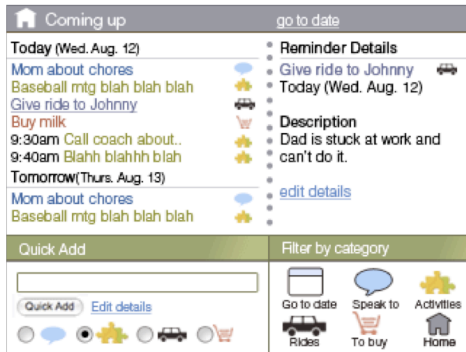 Coming up
go to date
Today (Wed. Aug. 12)
Mom about chores
Baseball mtg blah blah blah
Give ride to Johnny
Buy milk
9:30am Call coach about..
9:40am Blahh blahhh blah
Tomorrow(Thurs. Aug. 13)
Mom about chores
Baseball mtg blah blah blah
Reminder Details
Give ride to Johnny
Today (Wed. Aug. 12)
Description
Dad is stuck at work and
can't do it.
edit details
Quick Add
Quick Add
Edit details
Filter by category
Go to date Speak to Activities
Rides To buy Home